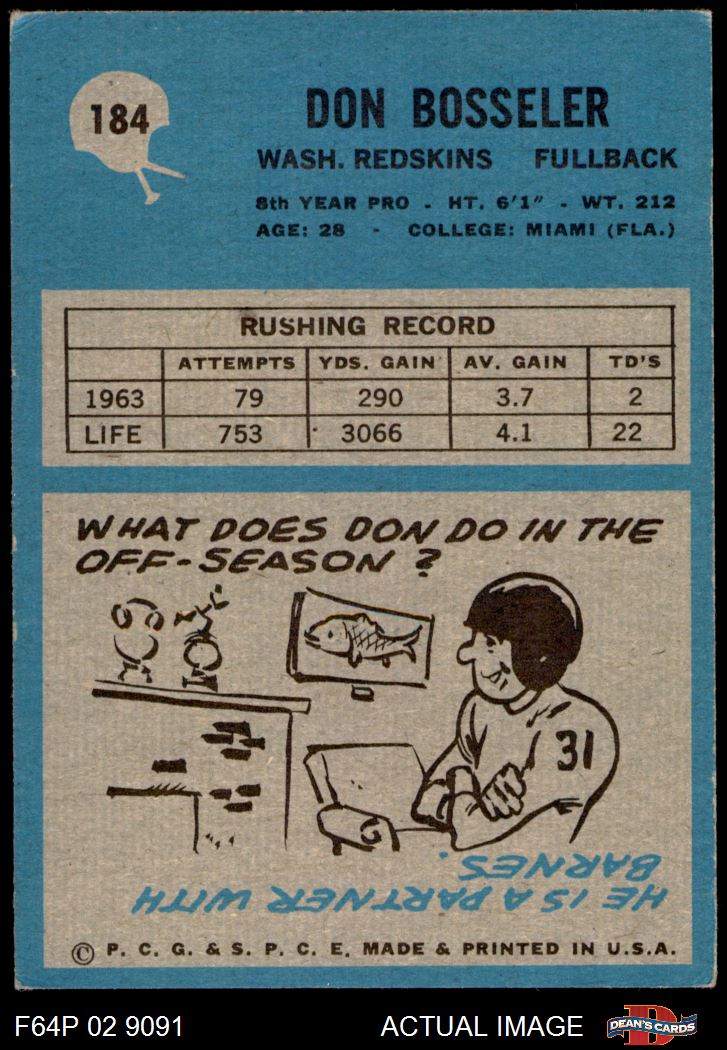 184
DON BOSSELER
WASH. REDSKINS FULLBACK
8th YEAR PRO - HT. 6'1" - WT. 212
AGE: 28 - COLLEGE: MIAMI (FLA.)
RUSHING RECORD
ATTEMPTS YDS. GAIN AV. GAIN TD'S
1963 79 290 3.7 2
LIFE 753 3066 4.1 22
WHAT DOES DON DO IN THE
OFF-SEASON?
31
HE IS A PARTNER WITH
BARNES.
© P. C. G. & S. P. C. E. MADE & PRINTED IN U.S.A.
F64P 02 9091 ACTUAL IMAGE DEAN'S CARDS